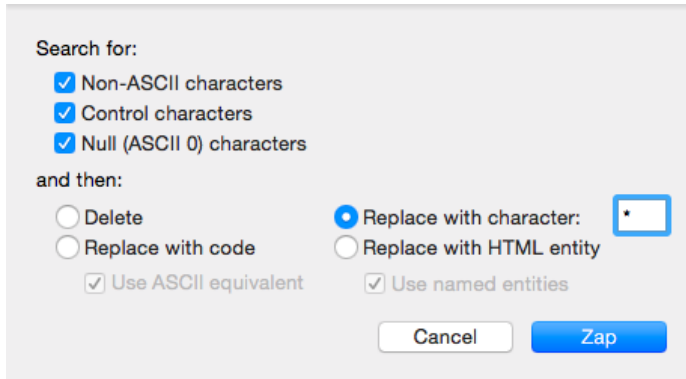 Search for:
Non-ASCII characters
Control characters
Null (ASCII 0) characters
and then:
Delete
Replace with character: *
Replace with code
Replace with HTML entity
Use ASCII equivalent
Use named entities
Cancel
Zap